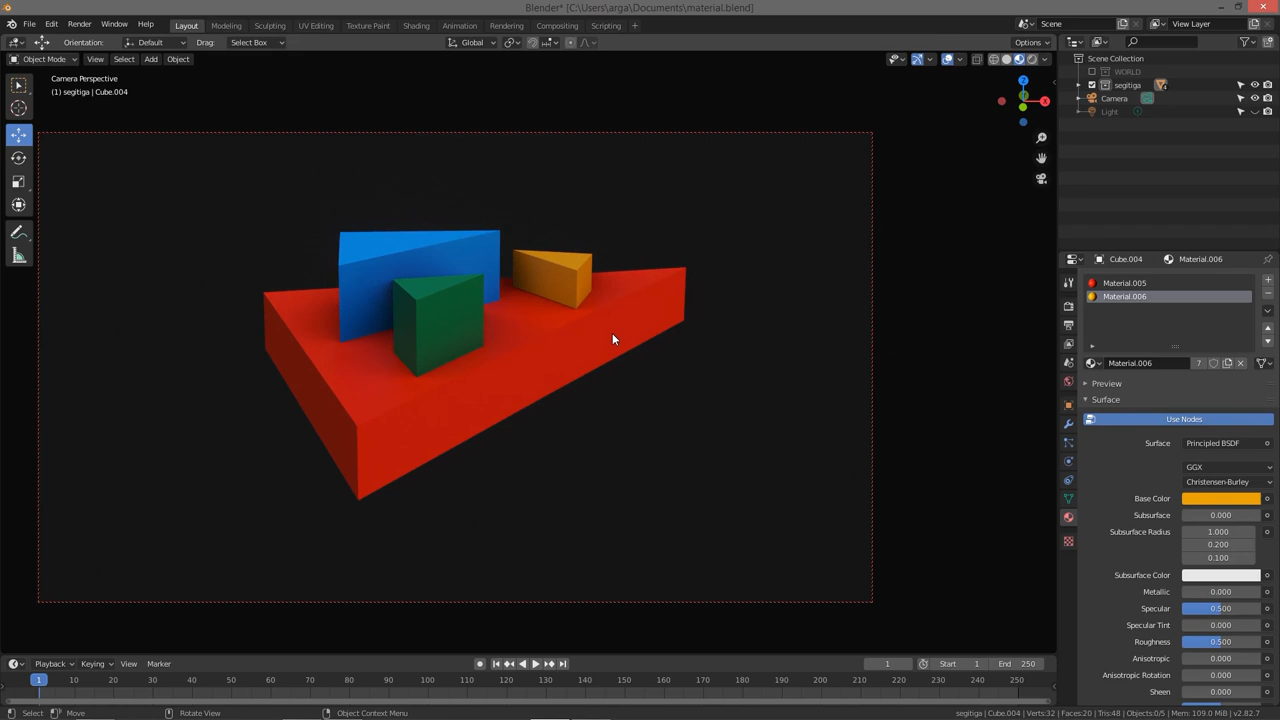 Blender* [C:\Users\arga\Documents\material.blend]
File Edit Render Window Help Layout Modeling Sculpting UV Editing Texture Paint Shading Animation Rendering Compositing Scripting + Scene View Layer
Orientation: Default Drag: Select Box Global Options
Object Mode View Select Add Object
Camera Perspective
(1) segitiga | Cube.004
Z
X
Scene Collection
WORLD
segitiga 4
Camera
Light
Cube.004 Material.006
Material.005
Material.006
Material.006 7
Preview
Surface
Use Nodes
Surface Principled BSDF
GGX
Christensen-Burley
Base Color
Subsurface 0.000
Subsurface Radius 1.000
0.200
0.100
Subsurface Color
Metallic 0.000
Specular 0.500
Specular Tint 0.000
Roughness 0.500
Anisotropic 0.000
Anisotropic Rotation 0.000
Sheen 0.000
Playback Keying View Marker 1 Start 1 End 250
1 10 20 30 40 50 60 70 80 90 100 110 120 130 140 150 160 170 180 190 200 210 220 230 240 250
Select Move Rotate View Object Context Menu segitiga | Cube.004 | Verts:32 | Faces:20 | Tris:48 | Objects:0/5 | Mem: 109.0 MiB | v2.82.7